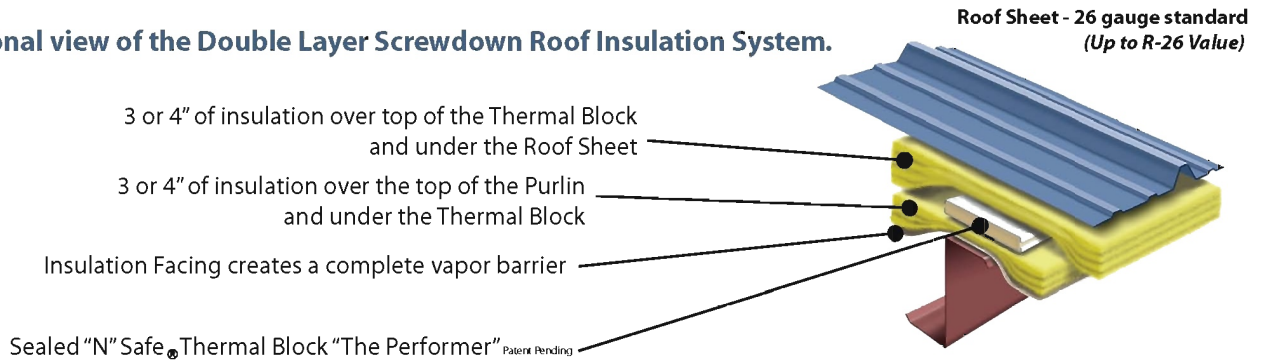 Roof Sheet - 26 gauge standard
(Up to R-26 Value)
onal view of the Double Layer Screwdown Roof Insulation System.
3 or 4” of insulation over top of the Thermal Block
and under the Roof Sheet
3 or 4” of insulation over the top of the Purlin
and under the Thermal Block
Insulation Facing creates a complete vapor barrier
Sealed “N” Safe® Thermal Block “The Performer” Patent Pending